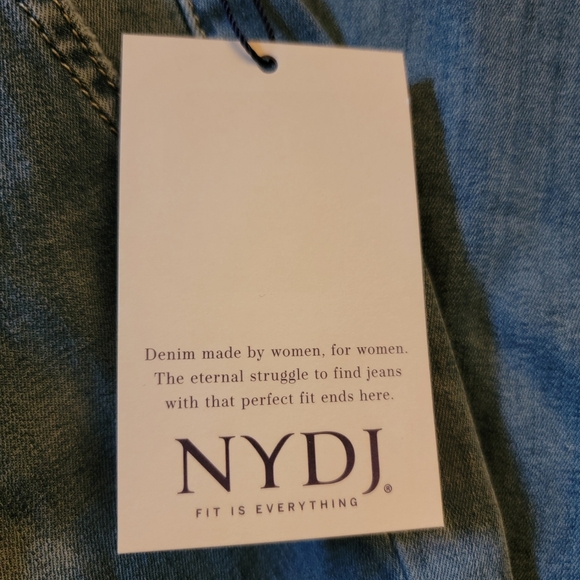 Denim made by women, for women.
The eternal struggle to find jeans
with that perfect fit ends here.
NYDJ®
FIT IS EVERYTHING